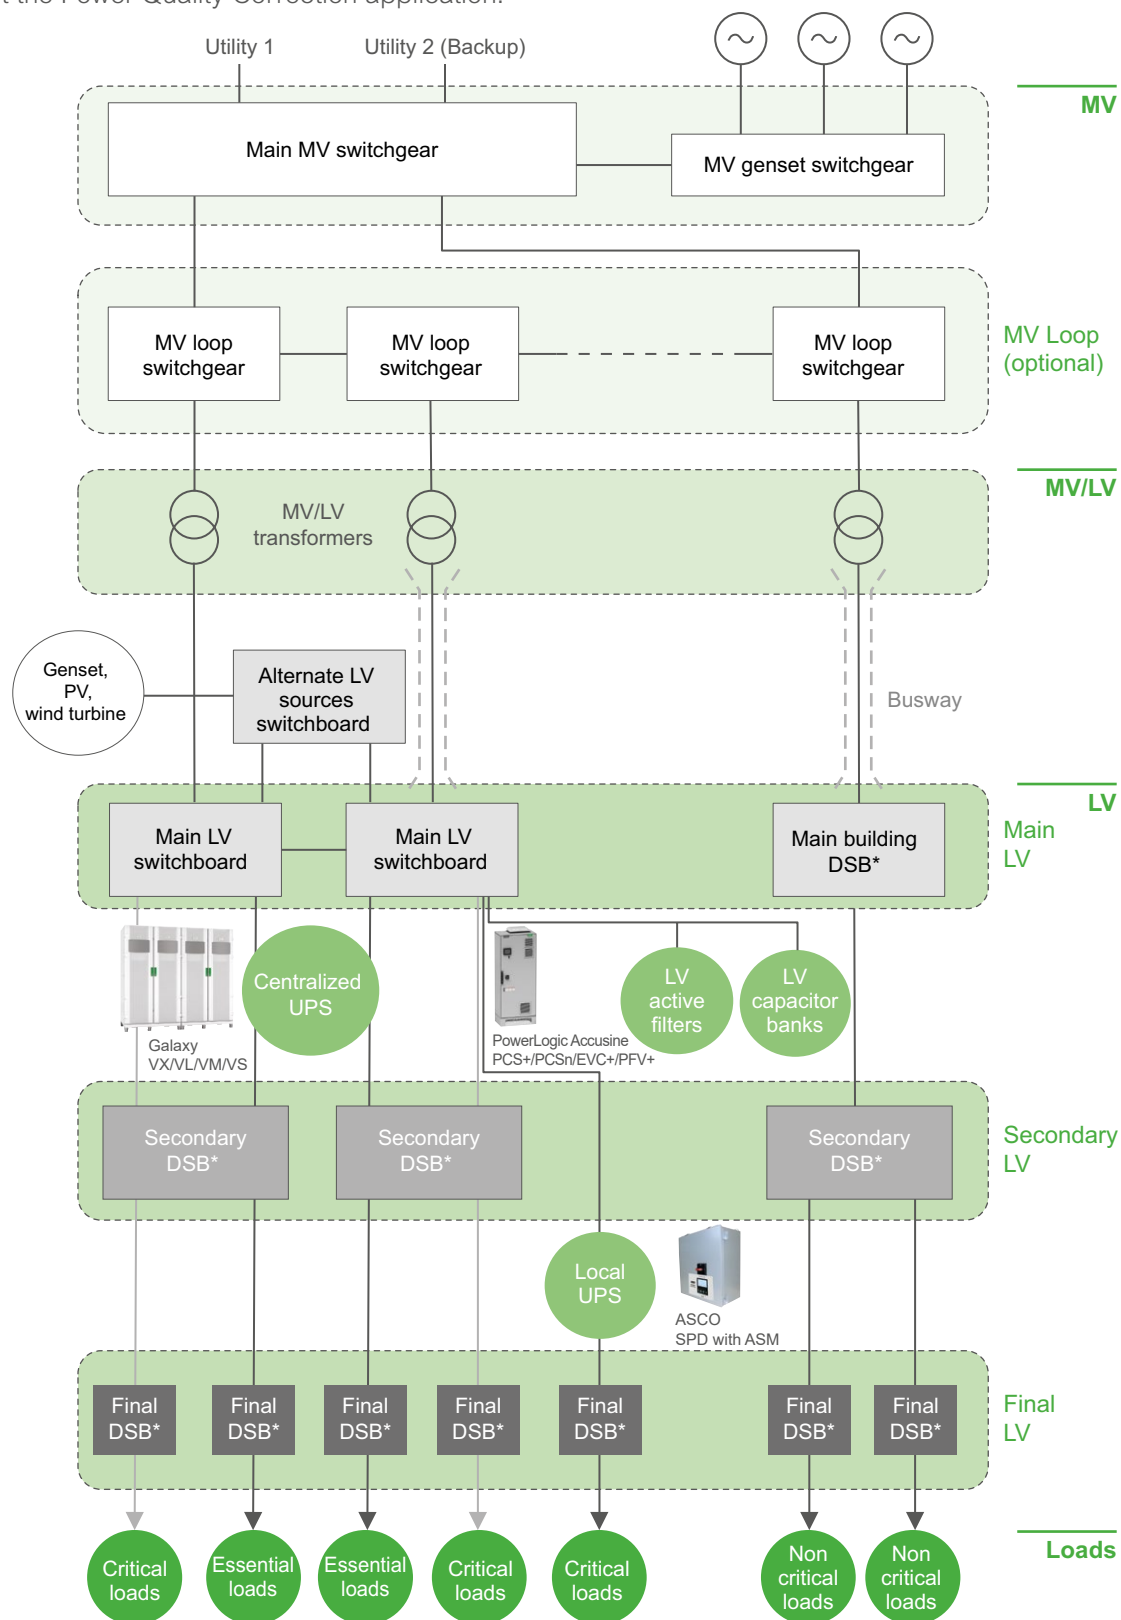 t the Power Quality Correction application.
Utility 1
Utility 2 (Backup)
MV
Main MV switchgear
MV genset switchgear
MV loop
switchgear
MV loop
switchgear
MV loop
switchgear
MV Loop
(optional)
MV/LV
MV/LV
transformers
Genset,
PV,
wind turbine
Alternate LV
sources
switchboard
Busway
LV
Main
LV
Main LV
switchboard
Main LV
switchboard
Main building
DSB*
Centralized
UPS
LV
active
filters
LV
capacitor
banks
Galaxy
VX/VL/VM/VS
PowerLogic Accusine
PCS+/PCSn/EVC+/PFV+
Secondary
DSB*
Secondary
DSB*
Secondary
DSB*
Secondary
LV
Local
UPS
ASCO
SPD with ASM
Final
DSB*
Final
DSB*
Final
DSB*
Final
DSB*
Final
DSB*
Final
DSB*
Final
DSB*
Final
LV
Loads
Critical
loads
Essential
loads
Essential
loads
Critical
loads
Critical
loads
Non
critical
loads
Non
critical
loads